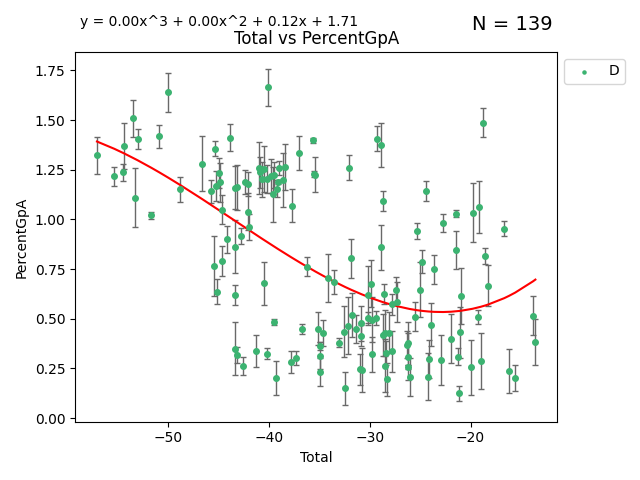 y = 0.00x^3 + 0.00x^2 + 0.12x + 1.71
N = 139
Total vs PercentGpA
D
PercentGpA
1.75
1.50
1.25
1.00
0.75
0.50
0.25
0.00
−50
−40
−30
−20
Total